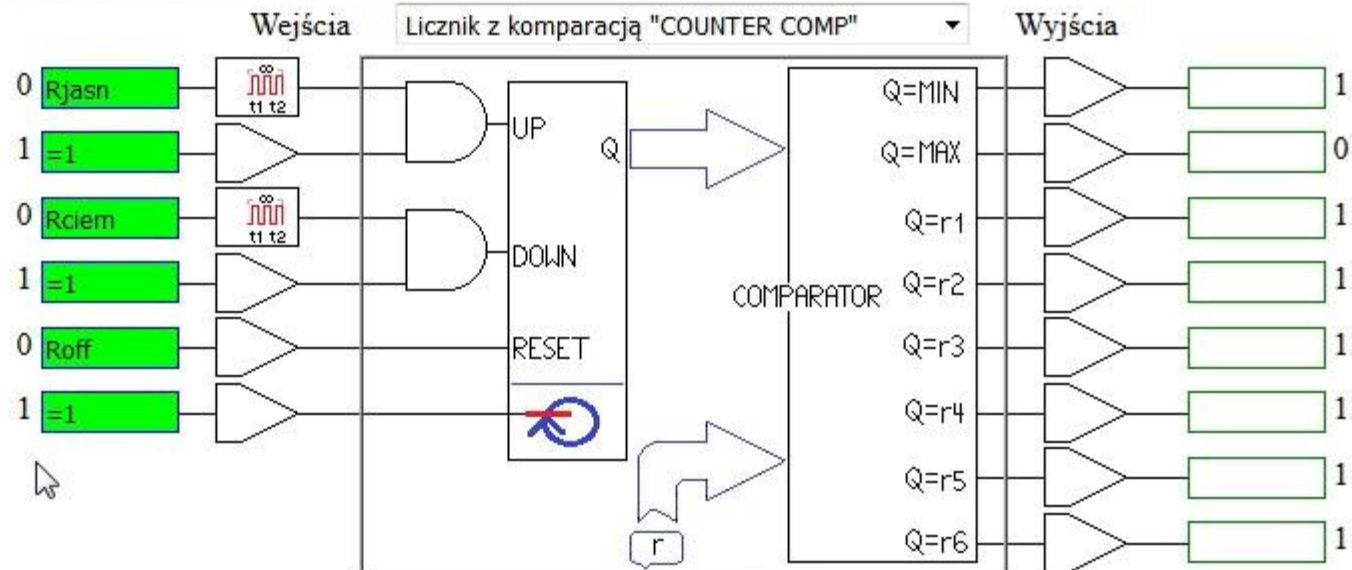 Wejścia Licznik z komparacją "COUNTER COMP" Wyjścia
0 Rjasn ∞ t1 t2 Q=MIN 1
1 =1 UP Q Q=MAX 0
0 Rciem ∞ t1 t2 Q=r1 1
1 =1 DOWN COMPARATOR Q=r2 1
0 Roff RESET Q=r3 1
1 =1 Q=r4 1
Q=r5 1
r Q=r6 1